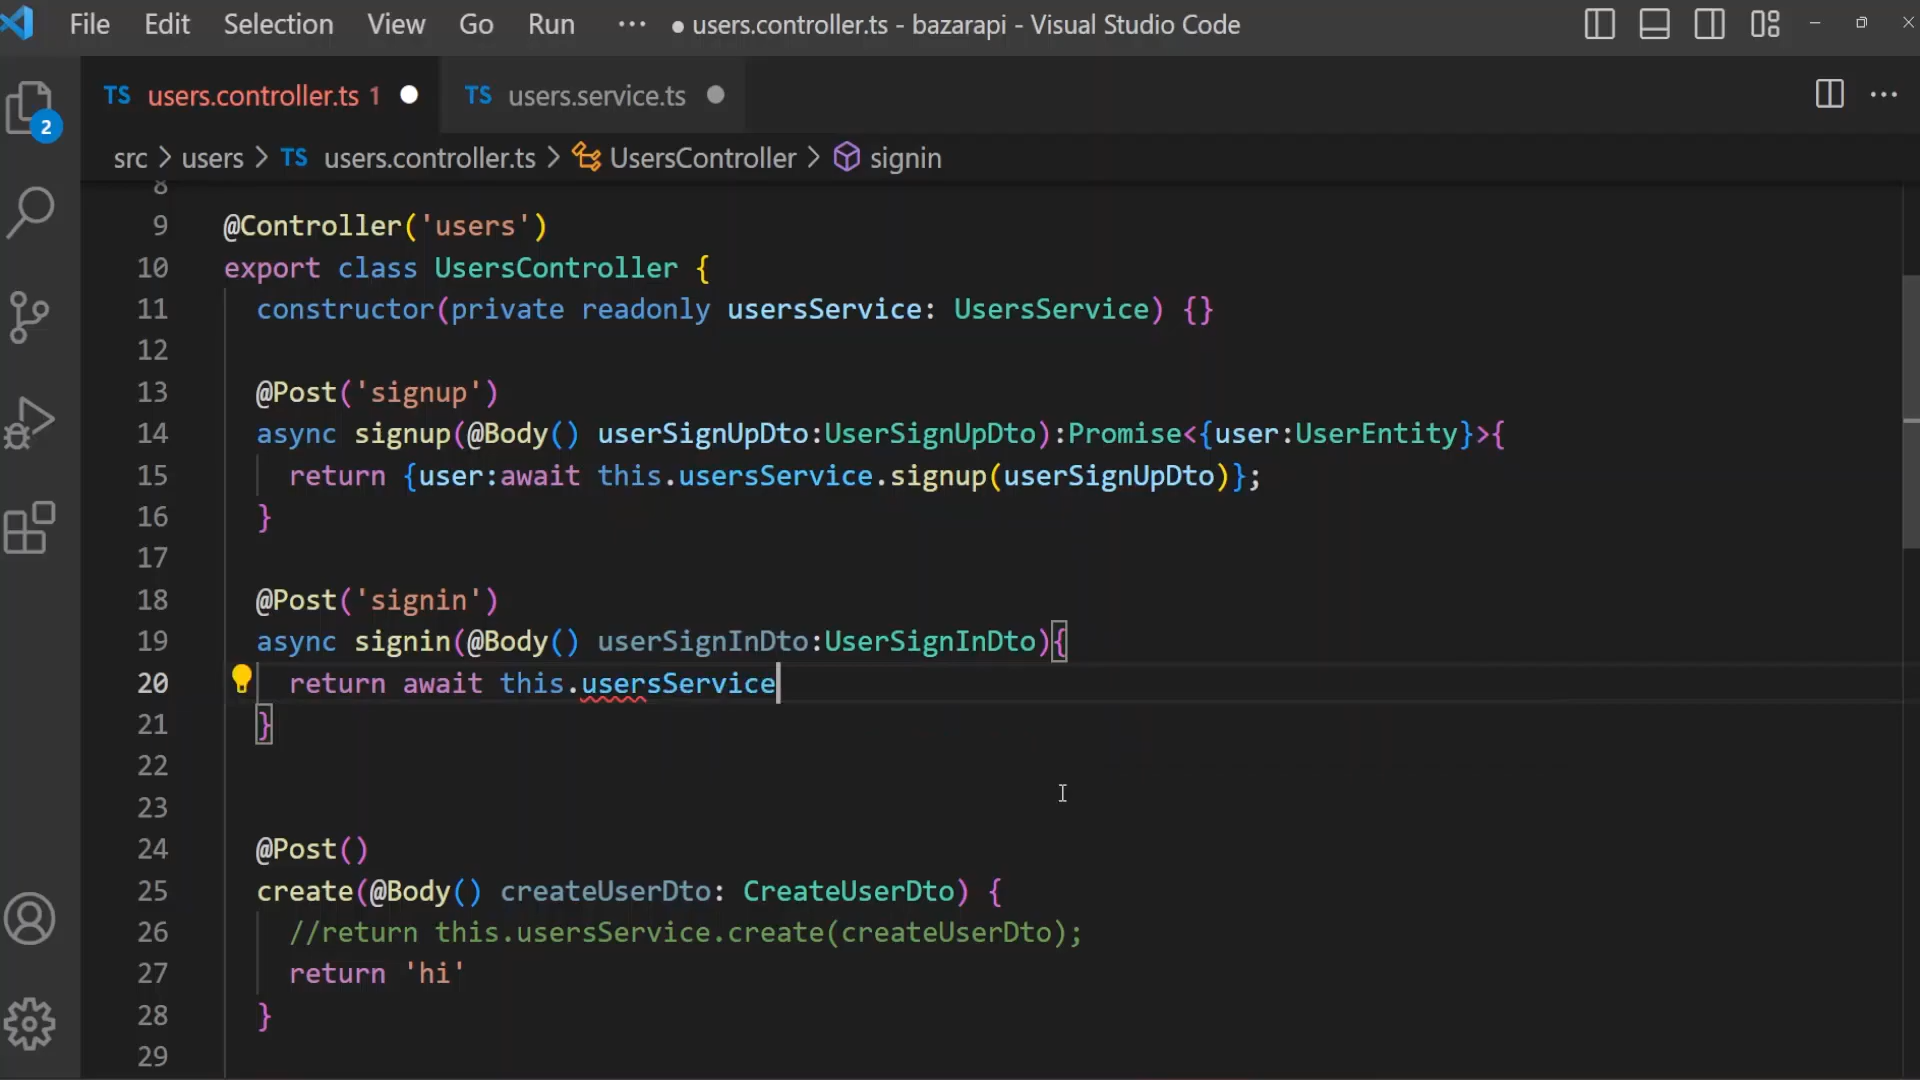 File Edit Selection View Go Run ··· ● users.controller.ts - bazarapi - Visual Studio Code
TS users.controller.ts 1 ● TS users.service.ts ●
2
src > users > TS users.controller.ts > UsersController > signin
8
9 @Controller('users')
10 export class UsersController {
11 constructor(private readonly usersService: UsersService) {}
12
13 @Post('signup')
14 async signup(@Body() userSignUpDto:UserSignUpDto):Promise<{user:UserEntity}>{
15 return {user:await this.usersService.signup(userSignUpDto)};
16 }
17
18 @Post('signin')
19 async signin(@Body() userSignInDto:UserSignInDto){
20 return await this.usersService
21 }
22
23
24 @Post()
25 create(@Body() createUserDto: CreateUserDto) {
26 //return this.usersService.create(createUserDto);
27 return 'hi'
28 }
29